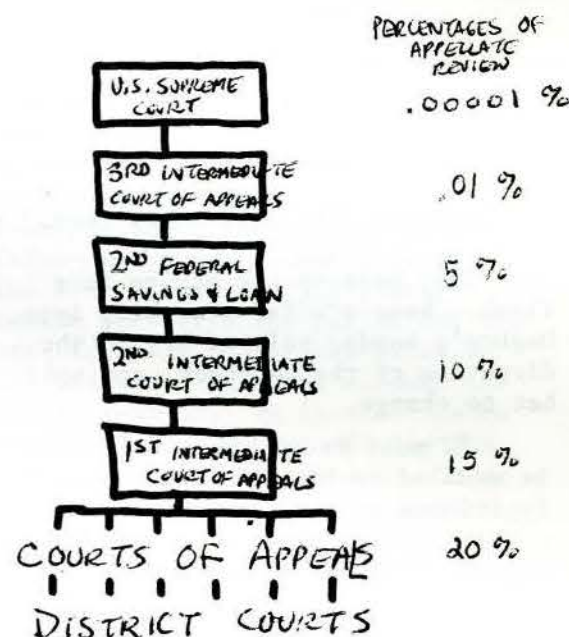 PERCENTAGES OF
APPELLATE
REVIEW
U.S. SUPREME
COURT
.00001 %
3RD INTERMEDIATE
COURT OF APPEALS
.01 %
2ND FEDERAL
SAVINGS & LOAN
5 %
2ND INTERMEDIATE
COURT OF APPEALS
10 %
1ST INTERMEDIATE
COURT OF APPEALS
15 %
COURTS OF APPEALS
20 %
DISTRICT COURTS